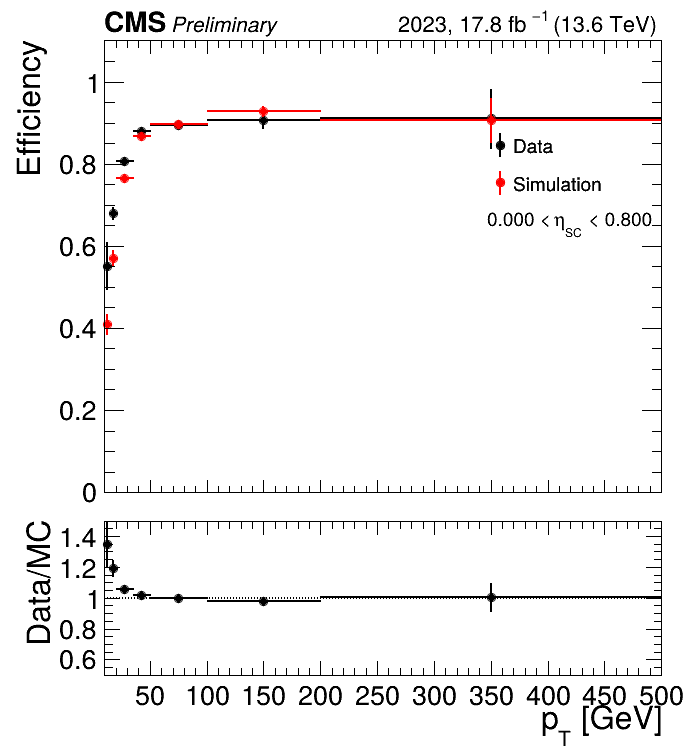 CMS Preliminary 2023, 17.8 fb⁻¹ (13.6 TeV)
Efficiency
1
0.8
0.6
0.4
0.2
0
Data
Simulation
0.000 < η_SC < 0.800
Data/MC
1.4
1.2
1
0.8
0.6
50 100 150 200 250 300 350 400 450 500
p_T [GeV]